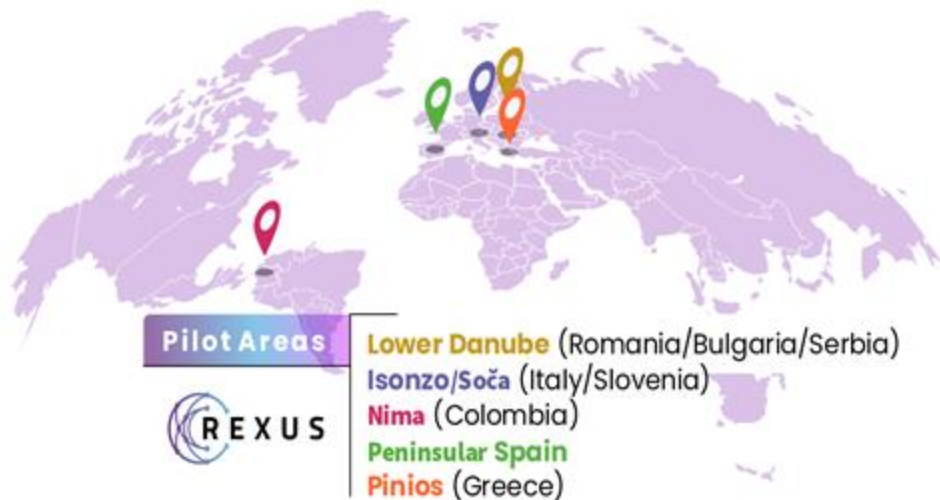 Pilot Areas
REXUS
Lower Danube (Romania/Bulgaria/Serbia)
Isonzo/Soča (Italy/Slovenia)
Nima (Colombia)
Peninsular Spain
Pinios (Greece)